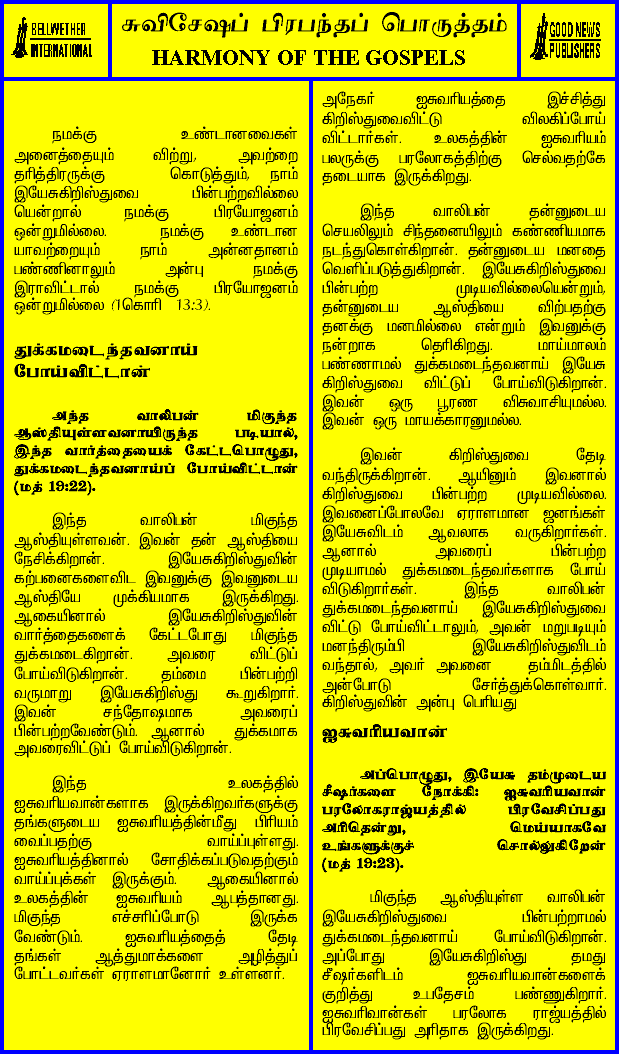 BELLWETHER
INTERNATIONAL
சுவிசேஷப் பிரபந்தப் பொருத்தம்
HARMONY OF THE GOSPELS
GOOD NEWS
PUBLISHERS
நமக்கு உண்டானவைகள்
அனைத்தையும் விற்று, அவற்றை
தரித்திரருக்கு கொடுத்தும், நாம்
இயேசுகிறிஸ்துவை பின்பற்றவில்லை
யென்றால் நமக்கு பிரயோஜனம்
ஒன்றுமில்லை. நமக்கு உண்டான
யாவற்றையும் நாம் அன்னதானம்
பண்ணினாலும் அன்பு நமக்கு
இராவிட்டால் நமக்கு பிரயோஜனம்
ஒன்றுமில்லை (1கொரி 13:3).
துக்கமடைந்தவனாய்
போய்விட்டான்
அந்த வாலிபன் மிகுந்த
ஆஸ்தியுள்ளவனாயிருந்த படியால்,
இந்த வார்த்தையைக் கேட்டபொழுது,
துக்கமடைந்தவனாய்ப் போய்விட்டான்
(மத் 19:22).
இந்த வாலிபன் மிகுந்த
ஆஸ்தியுள்ளவன். இவன் தன் ஆஸ்தியை
நேசிக்கிறான். இயேசுகிறிஸ்துவின்
கற்பனைகளைவிட இவனுக்கு இவனுடைய
ஆஸ்தியே முக்கியமாக இருக்கிறது.
ஆகையினால் இயேசுகிறிஸ்துவின்
வார்த்தைகளைக் கேட்டபோது மிகுந்த
துக்கமடைகிறான். அவரை விட்டுப்
போய்விடுகிறான். தம்மை பின்பற்றி
வருமாறு இயேசுகிறிஸ்து கூறுகிறார்.
இவன் சந்தோஷமாக அவரைப்
பின்பற்றவேண்டும். ஆனால் துக்கமாக
அவரைவிட்டுப் போய்விடுகிறான்.
இந்த உலகத்தில்
ஐசுவரியவான்களாக இருக்கிறவர்களுக்கு
தங்களுடைய ஐசுவரியத்தின்மீது பிரியம்
வைப்பதற்கு வாய்ப்புள்ளது.
ஐசுவரியத்தினால் சோதிக்கப்படுவதற்கும்
வாய்ப்புக்கள் இருக்கும். ஆகையினால்
உலகத்தின் ஐசுவரியம் ஆபத்தானது.
மிகுந்த எச்சரிப்போடு இருக்க
வேண்டும். ஐசுவரியத்தைத் தேடி
தங்கள் ஆத்துமாக்களை அழித்துப்
போட்டவர்கள் ஏராளமானோர் உள்ளனர்.
அநேகர் ஐசுவரியத்தை இச்சித்து
கிறிஸ்துவைவிட்டு விலகிப்போய்
விட்டார்கள். உலகத்தின் ஐசுவரியம்
பலருக்கு பரலோகத்திற்கு செல்வதற்கே
தடையாக இருக்கிறது.
இந்த வாலிபன் தன்னுடைய
செயலிலும் சிந்தனையிலும் கண்ணியமாக
நடந்துகொள்கிறான். தன்னுடைய மனதை
வெளிப்படுத்துகிறான். இயேசுகிறிஸ்துவை
பின்பற்ற முடியவில்லையென்றும்,
தன்னுடைய ஆஸ்தியை விற்பதற்கு
தனக்கு மனமில்லை என்றும் இவனுக்கு
நன்றாக தெரிகிறது. மாய்மாலம்
பண்ணாமல் துக்கமடைந்தவனாய் இயேசு
கிறிஸ்துவை விட்டுப் போய்விடுகிறான்.
இவன் ஒரு பூரண விசுவாசியுமல்ல.
இவன் ஒரு மாயக்காரனுமல்ல.
இவன் கிறிஸ்துவை தேடி
வந்திருக்கிறான். ஆயினும் இவனால்
கிறிஸ்துவை பின்பற்ற முடியவில்லை.
இவனைப்போலவே ஏராளமான ஜனங்கள்
இயேசுவிடம் ஆவலாக வருகிறார்கள்.
ஆனால் அவரைப் பின்பற்ற
முடியாமல் துக்கமடைந்தவர்களாக போய்
விடுகிறார்கள். இந்த வாலிபன்
துக்கமடைந்தவனாய் இயேசுகிறிஸ்துவை
விட்டு போய்விட்டாலும், அவன் மறுபடியும்
மனந்திரும்பி இயேசுகிறிஸ்துவிடம்
வந்தால், அவர் அவனை தம்மிடத்தில்
அன்போடு சேர்த்துக்கொள்வார்.
கிறிஸ்துவின் அன்பு பெரியது
ஐசுவரியவான்
அப்பொழுது, இயேசு தம்முடைய
சீஷர்களை நோக்கி: ஐசுவரியவான்
பரலோகராஜ்யத்தில் பிரவேசிப்பது
அரிதென்று, மெய்யாகவே
உங்களுக்குச் சொல்லுகிறேன்
(மத் 19:23).
மிகுந்த ஆஸ்தியுள்ள வாலிபன்
இயேசுகிறிஸ்துவை பின்பற்றாமல்
துக்கமடைந்தவனாய் போய்விடுகிறான்.
அப்போது இயேசுகிறிஸ்து தமது
சீஷர்களிடம் ஐசுவரியவான்களைக்
குறித்து உபதேசம் பண்ணுகிறார்.
ஐசுவரிவான்கள் பரலோக ராஜ்யத்தில்
பிரவேசிப்பது அரிதாக இருக்கிறது.